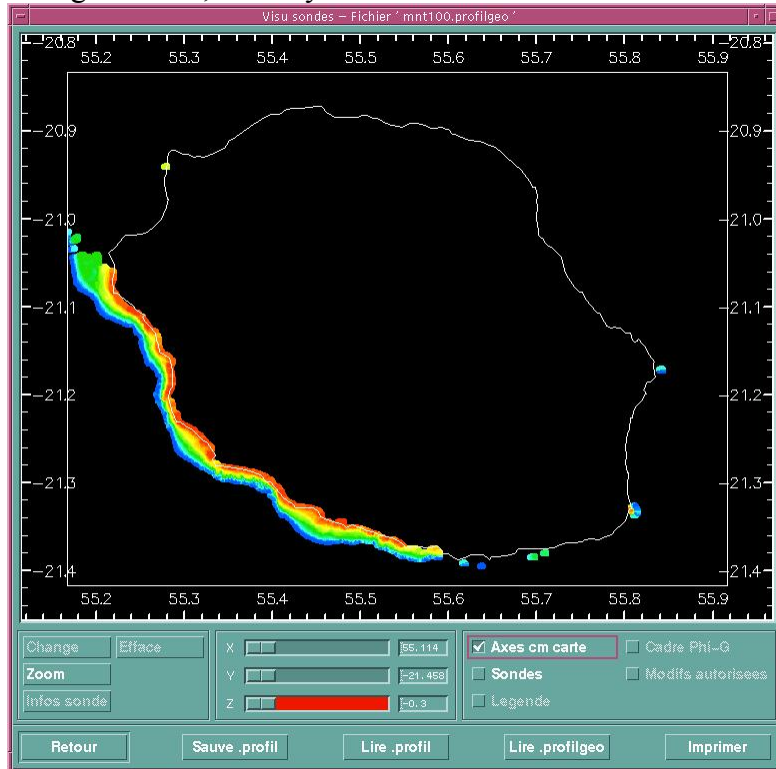 Visu sondes – Fichier ' mnt100.profilgeo '
-20.8 55.2 55.3 55.4 55.5 55.6 55.7 55.8 55.9 -20.8
-20.9 -20.9
-21.0 -21.0
-21.1 -21.1
-21.2 -21.2
-21.3 -21.3
-21.4 55.2 55.3 55.4 55.5 55.6 55.7 55.8 55.9 -21.4
Change Efface X 55.114 Axes cm carte Cadre Phi-G
Zoom Y -21.458 Sondes Modifs autorisees
Infos sonde Z -0.3 Legende
Retour Sauve .profil Lire .profil Lire .profilgeo Imprimer